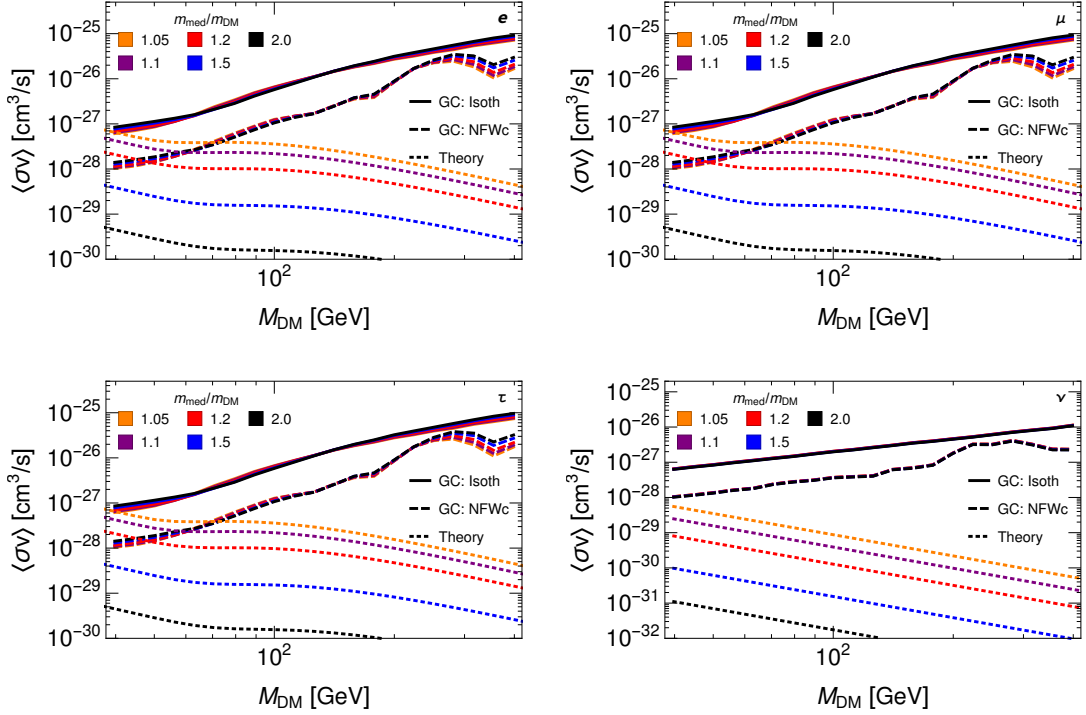 e
m_med/m_DM
1.05 1.2 2.0
1.1 1.5
GC: Isoth
GC: NFWc
Theory
10^-25
10^-26
10^-27
10^-28
10^-29
10^-30
⟨σv⟩ [cm^3/s]
10^2
M_DM [GeV]
μ
m_med/m_DM
1.05 1.2 2.0
1.1 1.5
GC: Isoth
GC: NFWc
Theory
10^-25
10^-26
10^-27
10^-28
10^-29
10^-30
⟨σv⟩ [cm^3/s]
10^2
M_DM [GeV]
τ
m_med/m_DM
1.05 1.2 2.0
1.1 1.5
GC: Isoth
GC: NFWc
Theory
10^-25
10^-26
10^-27
10^-28
10^-29
10^-30
⟨σv⟩ [cm^3/s]
10^2
M_DM [GeV]
ν
m_med/m_DM
1.05 1.2 2.0
1.1 1.5
GC: Isoth
GC: NFWc
Theory
10^-25
10^-26
10^-27
10^-28
10^-29
10^-30
10^-31
10^-32
⟨σv⟩ [cm^3/s]
10^2
M_DM [GeV]